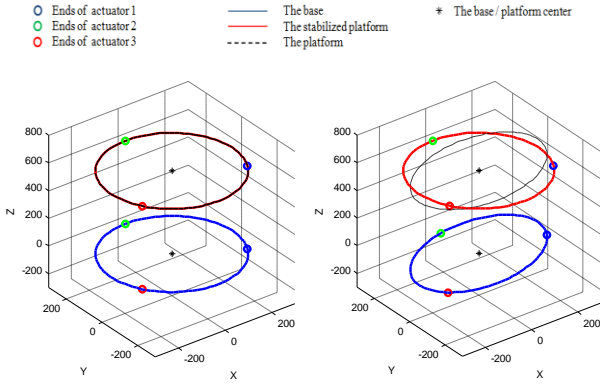 Ends of actuator 1
The base
* The base / platform center
Ends of actuator 2
The stabilized platform
Ends of actuator 3
The platform
800
600
400
200
0
-200
Z
200
0
-200
Y
-200
0
200
X
800
600
400
200
0
-200
Z
200
0
-200
Y
-200
0
200
X